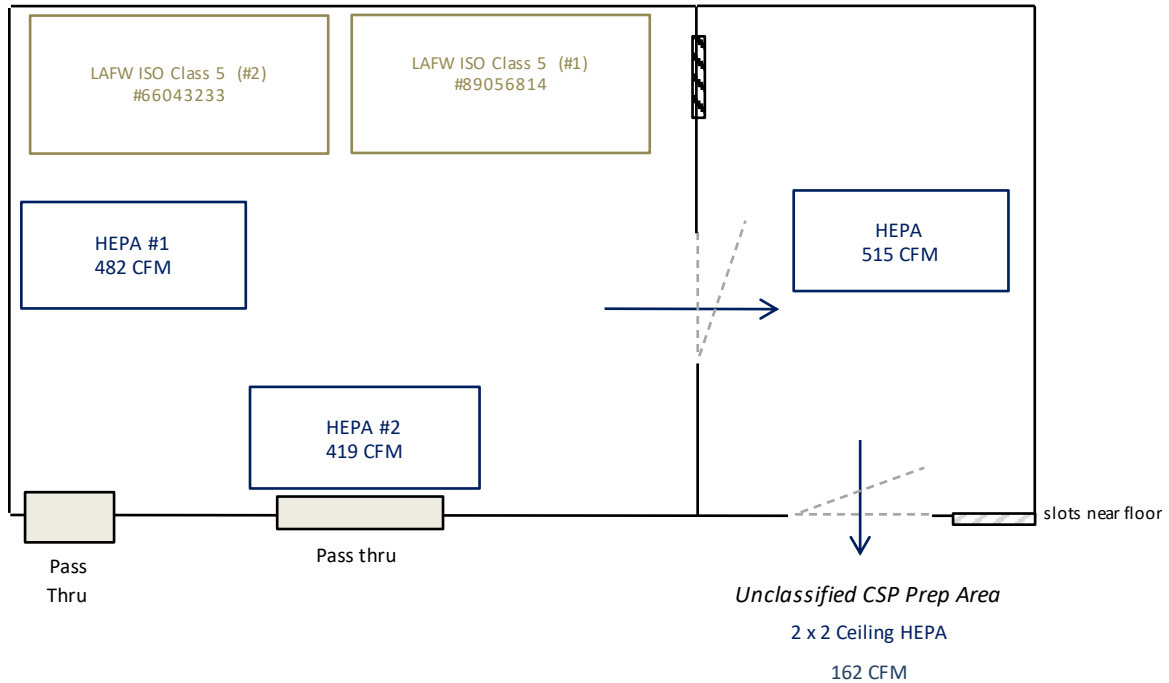 LAFW ISO Class 5 (#2)
#66043233
LAFW ISO Class 5 (#1)
#89056814
HEPA #1
482 CFM
HEPA
515 CFM
HEPA #2
419 CFM
slots near floor
Pass
Thru
Pass thru
Unclassified CSP Prep Area
2 x 2 Ceiling HEPA
162 CFM